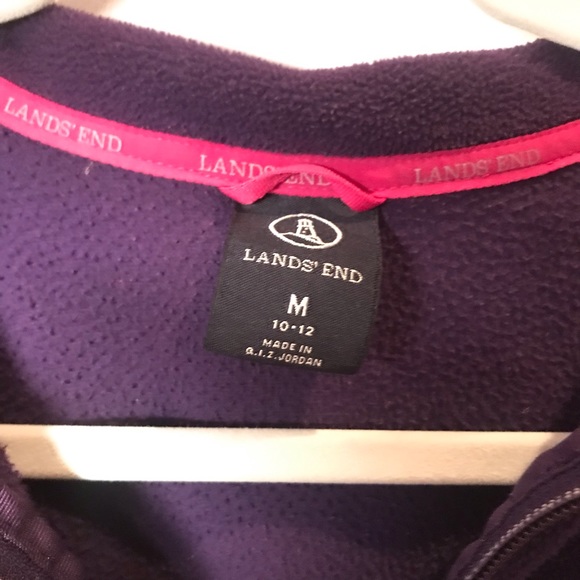 LANDS' END
LANDS' END
LANDS' END
LANDS' END
M
10•12
MADE IN
Q.I.Z. JORDAN